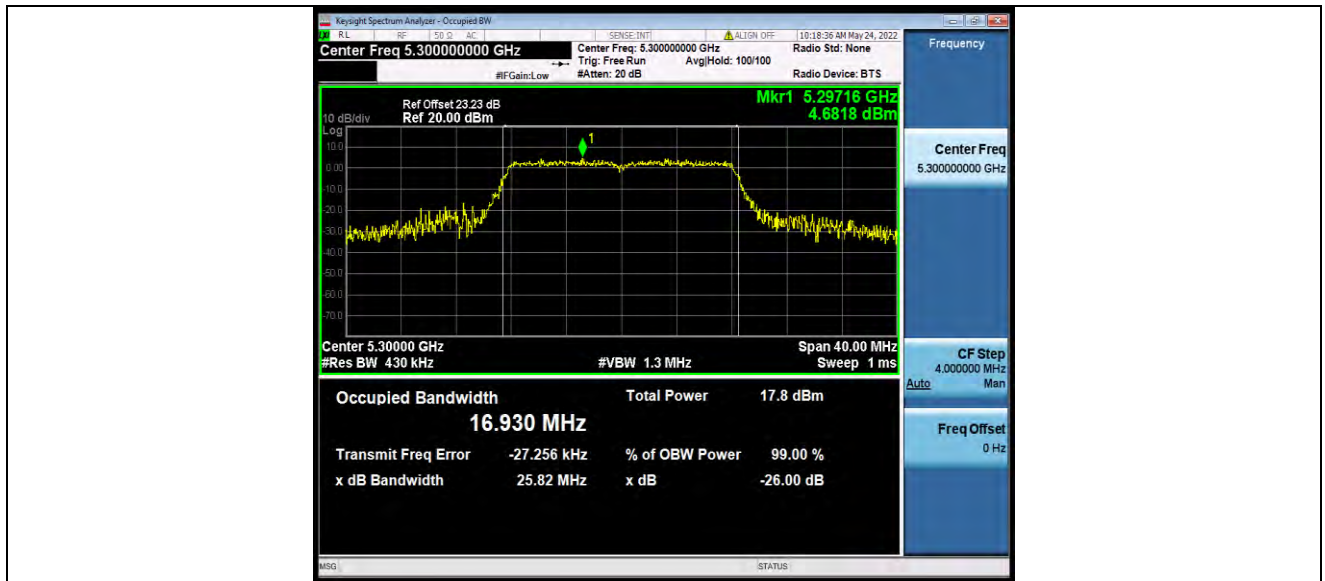 Keysight Spectrum Analyzer - Occupied BW
RL RF 50 Ω AC SENSE:INT ALIGN OFF 10:18:36 AM May 24, 2022
Center Freq 5.300000000 GHz Center Freq: 5.300000000 GHz Radio Std: None
Trig: Free Run Avg|Hold: 100/100
#IFGain:Low #Atten: 20 dB Radio Device: BTS
Frequency
Mkr1 5.29716 GHz
4.6818 dBm
Ref Offset 23.23 dB
10 dB/div Ref 20.00 dBm
Log
10.0
1
0.00
-10.0
-20.0
-30.0
-40.0
-50.0
-60.0
-70.0
Center 5.30000 GHz Span 40.00 MHz
#Res BW 430 kHz #VBW 1.3 MHz Sweep 1 ms
Center Freq
5.300000000 GHz
CF Step
4.000000 MHz
Auto Man
Freq Offset
0 Hz
Occupied Bandwidth Total Power 17.8 dBm
16.930 MHz
Transmit Freq Error -27.256 kHz % of OBW Power 99.00 %
x dB Bandwidth 25.82 MHz x dB -26.00 dB
MSG STATUS